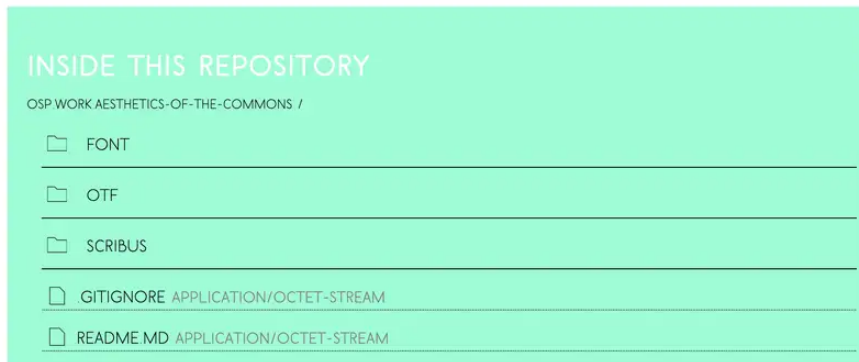 INSIDE THIS REPOSITORY
OSP.WORK.AESTHETICS-OF-THE-COMMONS /
FONT
OTF
SCRIBUS
.GITIGNORE APPLICATION/OCTET-STREAM
README.MD APPLICATION/OCTET-STREAM